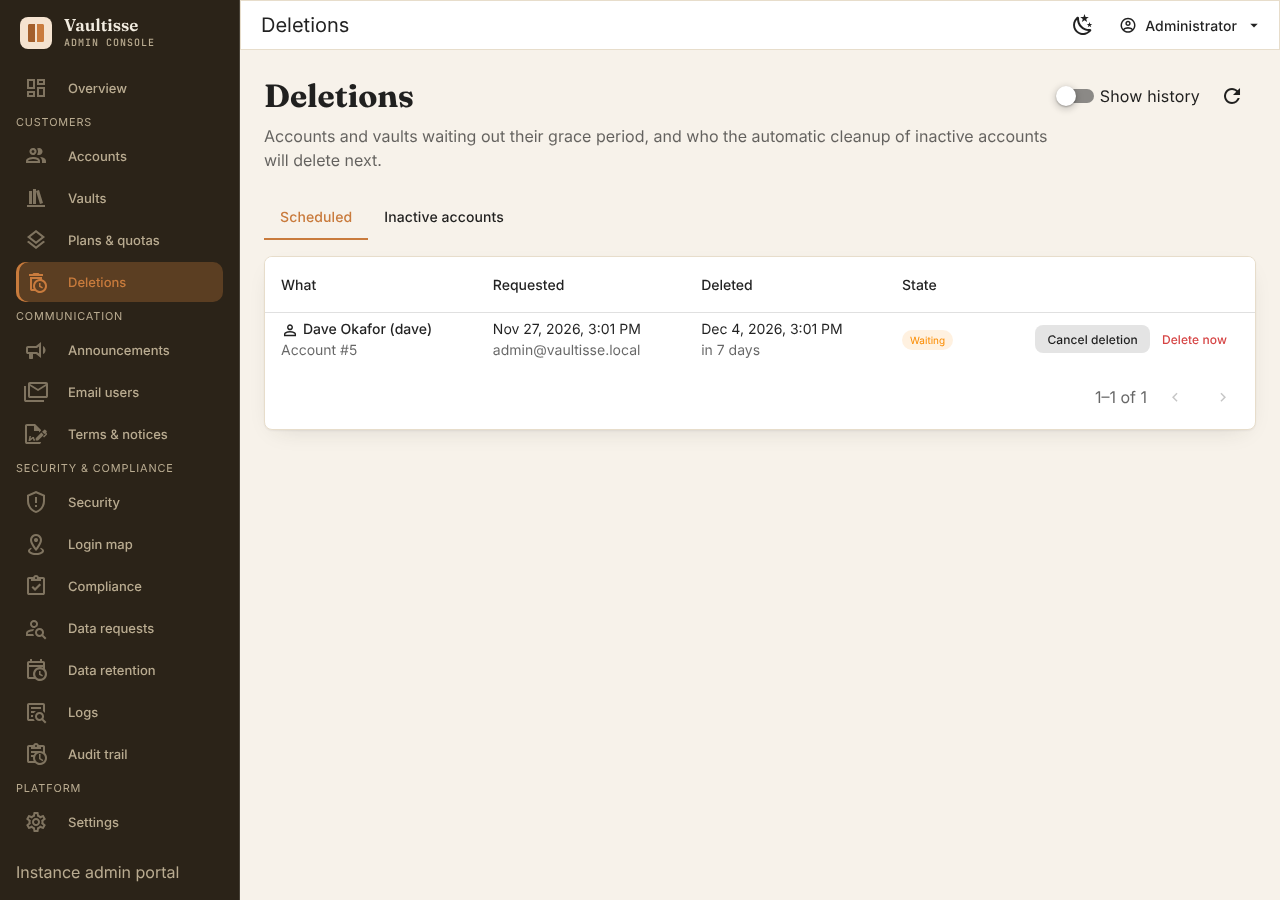 Vaultisse
ADMIN CONSOLE
Overview
CUSTOMERS
Accounts
Vaults
Plans & quotas
Deletions
COMMUNICATION
Announcements
Email users
Terms & notices
SECURITY & COMPLIANCE
Security
Login map
Compliance
Data requests
Data retention
Logs
Audit trail
PLATFORM
Settings
Instance admin portal
Deletions
Administrator
Deletions
Show history
Accounts and vaults waiting out their grace period, and who the automatic cleanup of inactive accounts
will delete next.
Scheduled Inactive accounts
What Requested Deleted State
Dave Okafor (dave) Nov 27, 2026, 3:01 PM Dec 4, 2026, 3:01 PM Waiting Cancel deletion Delete now
Account #5 admin@vaultisse.local in 7 days
1–1 of 1